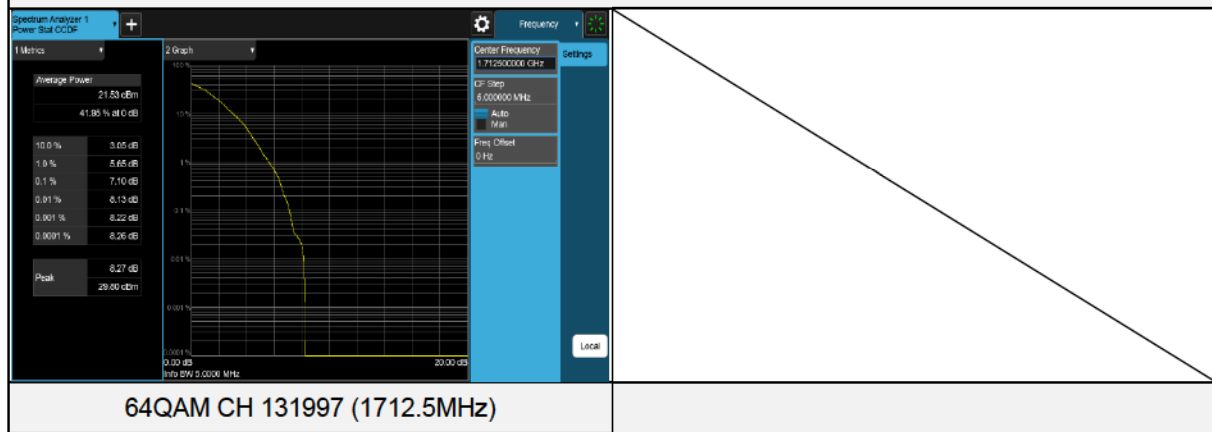 Spectrum Analyzer 1
Power Stat CCDF
Frequency
1 Metrics
2 Graph
Center Frequency
1.712500000 GHz
Settings
CF Step
5.000000 MHz
Auto
Man
Freq Offset
0 Hz
Average Power
21.53 dBm
41.95 % at 0 dB
10.0 % 3.05 dB
1.0 % 5.65 dB
0.1 % 7.10 dB
0.01 % 8.13 dB
0.001 % 8.22 dB
0.0001 % 8.26 dB
Peak 8.27 dB
29.80 dBm
100 %
10 %
1 %
0.1 %
0.01 %
0.001 %
0.0001 %
0.00 dB 20.00 dB
Info BW 5.0000 MHz
Local
64QAM CH 131997 (1712.5MHz)